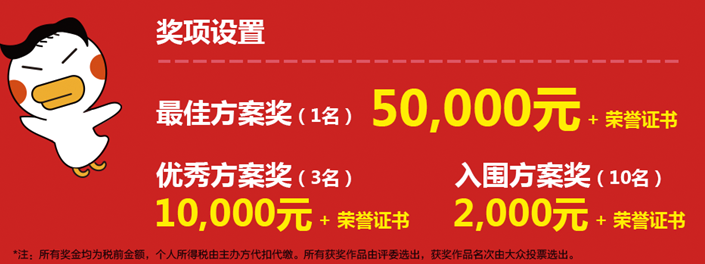 奖项设置
最佳方案奖（1名） 50,000元 + 荣誉证书
优秀方案奖（3名）
10,000元 + 荣誉证书
入围方案奖（10名）
2,000元 + 荣誉证书
*注：所有奖金均为税前金额，个人所得税由主办方代扣代缴。所有获奖作品由评委选出，获奖作品名次由大众投票选出。